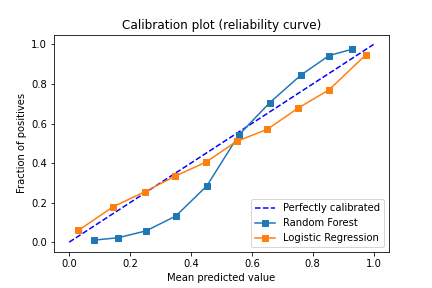 Calibration plot (reliability curve)
1.0
0.8
0.6
0.4
0.2
0.0
Fraction of positives
Perfectly calibrated
Random Forest
Logistic Regression
0.0 0.2 0.4 0.6 0.8 1.0
Mean predicted value